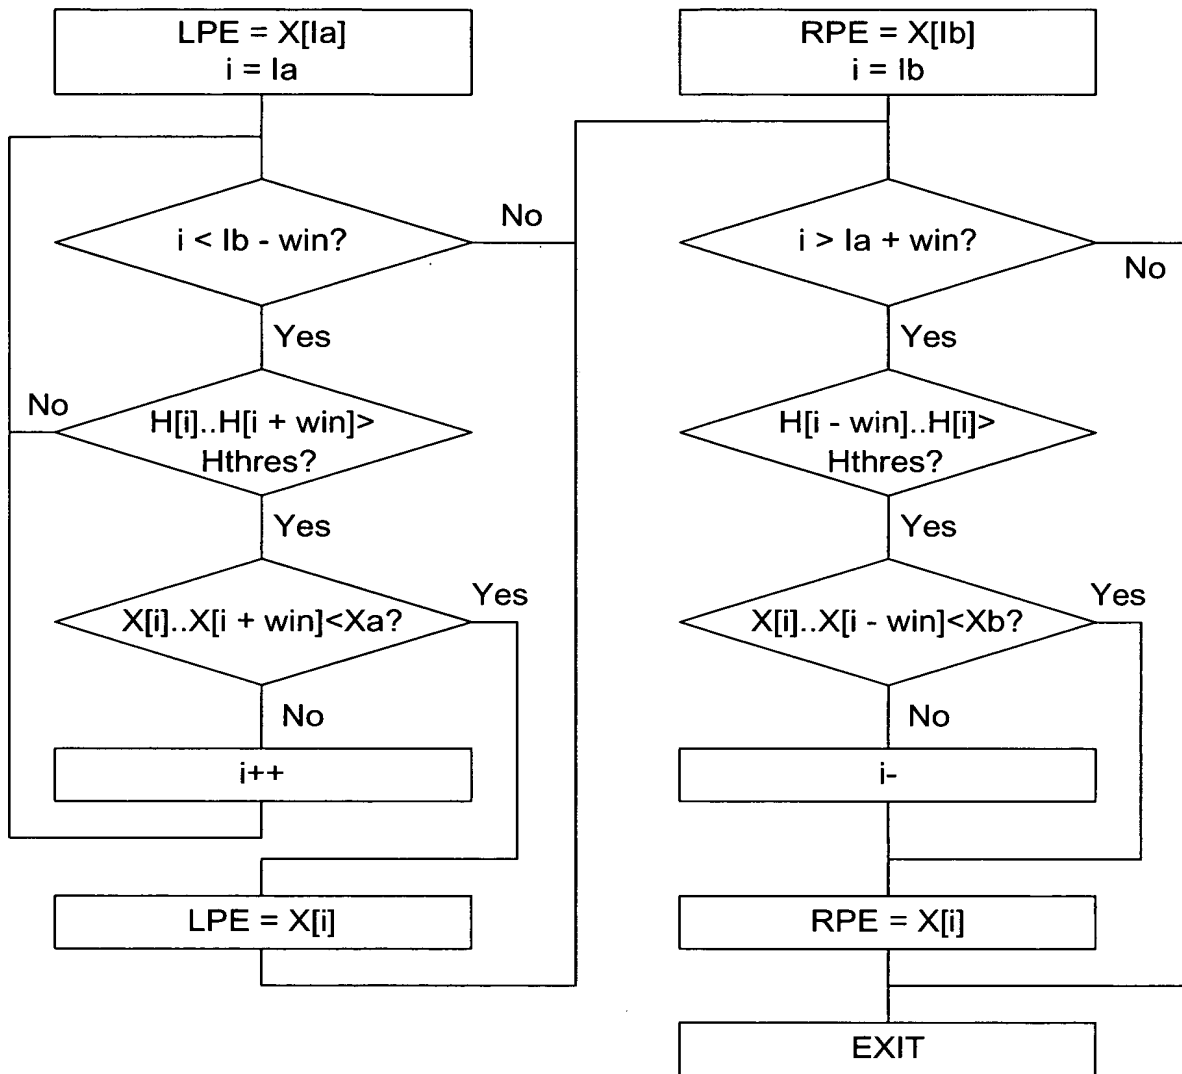 LPE = X[Ia]
i = Ia
i < Ib - win?
No
Yes
H[i]..H[i + win]>
Hthres?
No
Yes
X[i]..X[i + win]<Xa?
Yes
No
i++
LPE = X[i]
RPE = X[Ib]
i = Ib
i > Ia + win?
No
Yes
H[i - win]..H[i]>
Hthres?
Yes
X[i]..X[i - win]<Xb?
Yes
No
i-
RPE = X[i]
EXIT